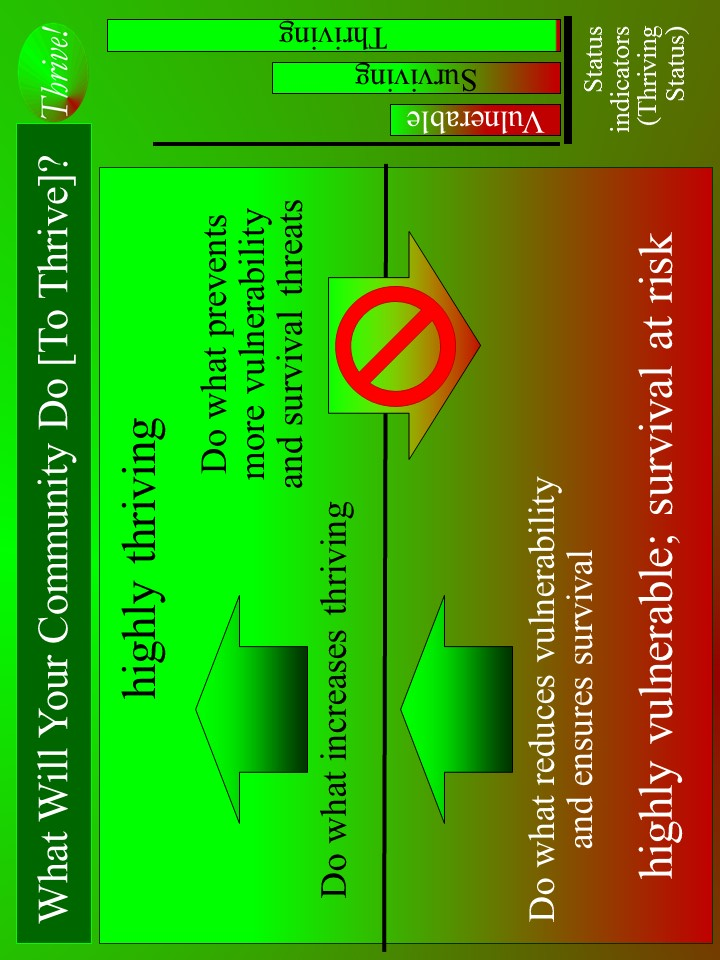 What Will Your Community Do [To Thrive]?
Thrive!
highly thriving
Do what prevents
more vulnerability
and survival threats
Do what increases thriving
Do what reduces vulnerability
and ensures survival
highly vulnerable; survival at risk
Thriving
Surviving
Vulnerable
Status
indicators
(Thriving
Status)